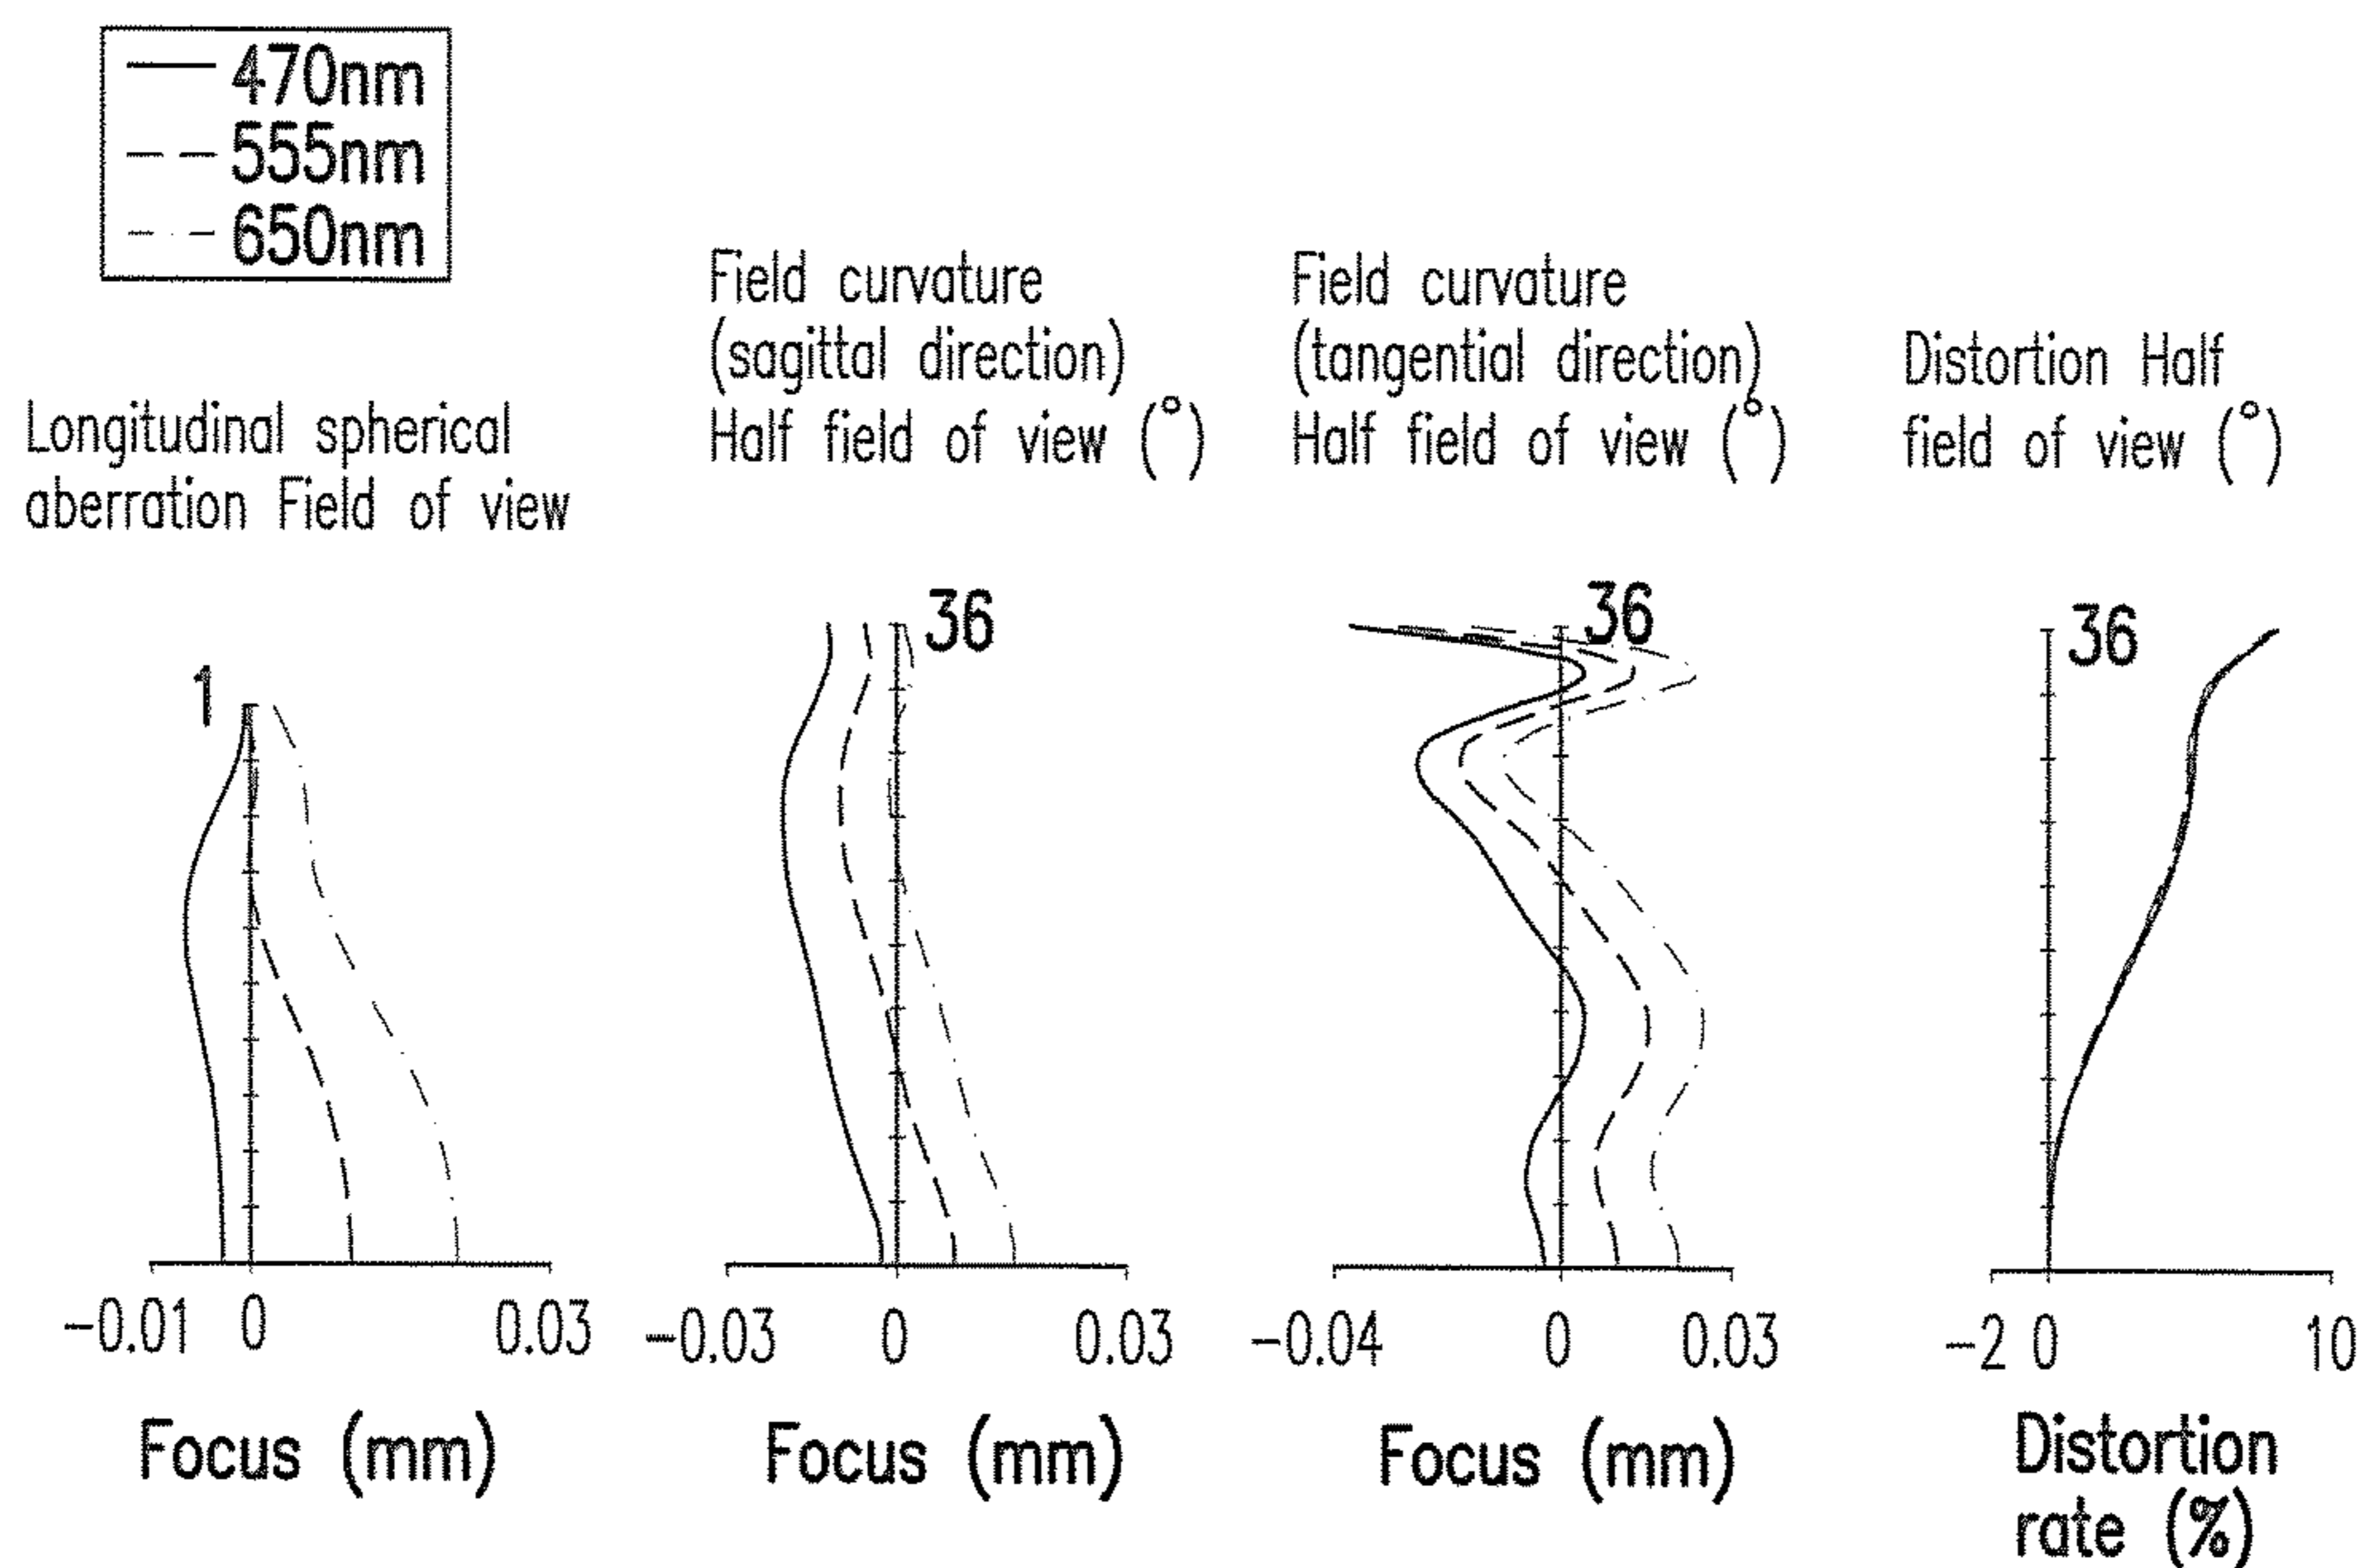 470nm
555nm
650nm
Longitudinal spherical
aberration Field of view
1
-0.01 0 0.03
Focus (mm)
Field curvature
(sagittal direction)
Half field of view (°)
36
-0.03 0 0.03
Focus (mm)
Field curvature
(tangential direction)
Half field of view (°)
36
-0.04 0 0.03
Focus (mm)
Distortion Half
field of view (°)
36
-2 0 10
Distortion
rate (%)